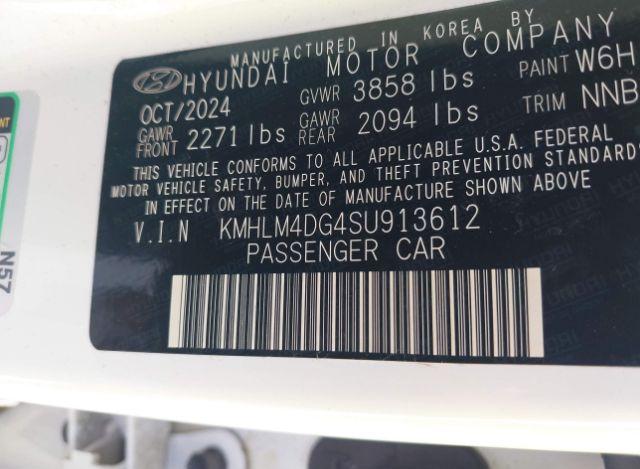 MANUFACTURED IN KOREA BY
HYUNDAI MOTOR COMPANY
OCT/2024 GVWR 3858 lbs PAINT W6H
GAWR FRONT 2271 lbs GAWR REAR 2094 lbs TRIM NNB
THIS VEHICLE CONFORMS TO ALL APPLICABLE U.S.A. FEDERAL
MOTOR VEHICLE SAFETY, BUMPER, AND THEFT PREVENTION STANDARDS
IN EFFECT ON THE DATE OF MANUFACTURE SHOWN ABOVE
V.I.N KMHLM4DG4SU913612
PASSENGER CAR
N57